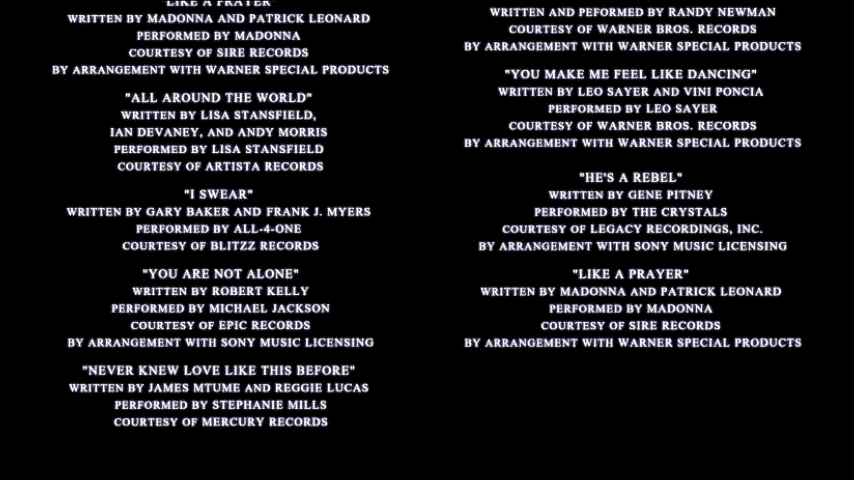 "LIKE A PRAYER"
WRITTEN BY MADONNA AND PATRICK LEONARD
PERFORMED BY MADONNA
COURTESY OF SIRE RECORDS
BY ARRANGEMENT WITH WARNER SPECIAL PRODUCTS
"ALL AROUND THE WORLD"
WRITTEN BY LISA STANSFIELD,
IAN DEVANEY, AND ANDY MORRIS
PERFORMED BY LISA STANSFIELD
COURTESY OF ARTISTA RECORDS
"I SWEAR"
WRITTEN BY GARY BAKER AND FRANK J. MYERS
PERFORMED BY ALL-4-ONE
COURTESY OF BLITZZ RECORDS
"YOU ARE NOT ALONE"
WRITTEN BY ROBERT KELLY
PERFORMED BY MICHAEL JACKSON
COURTESY OF EPIC RECORDS
BY ARRANGEMENT WITH SONY MUSIC LICENSING
"NEVER KNEW LOVE LIKE THIS BEFORE"
WRITTEN BY JAMES MTUME AND REGGIE LUCAS
PERFORMED BY STEPHANIE MILLS
COURTESY OF MERCURY RECORDS
WRITTEN AND PEFORMED BY RANDY NEWMAN
COURTESY OF WARNER BROS. RECORDS
BY ARRANGEMENT WITH WARNER SPECIAL PRODUCTS
"YOU MAKE ME FEEL LIKE DANCING"
WRITTEN BY LEO SAYER AND VINI PONCIA
PERFORMED BY LEO SAYER
COURTESY OF WARNER BROS. RECORDS
BY ARRANGEMENT WITH WARNER SPECIAL PRODUCTS
"HE'S A REBEL"
WRITTEN BY GENE PITNEY
PERFORMED BY THE CRYSTALS
COURTESY OF LEGACY RECORDINGS, INC.
BY ARRANGEMENT WITH SONY MUSIC LICENSING
"LIKE A PRAYER"
WRITTEN BY MADONNA AND PATRICK LEONARD
PERFORMED BY MADONNA
COURTESY OF SIRE RECORDS
BY ARRANGEMENT WITH WARNER SPECIAL PRODUCTS